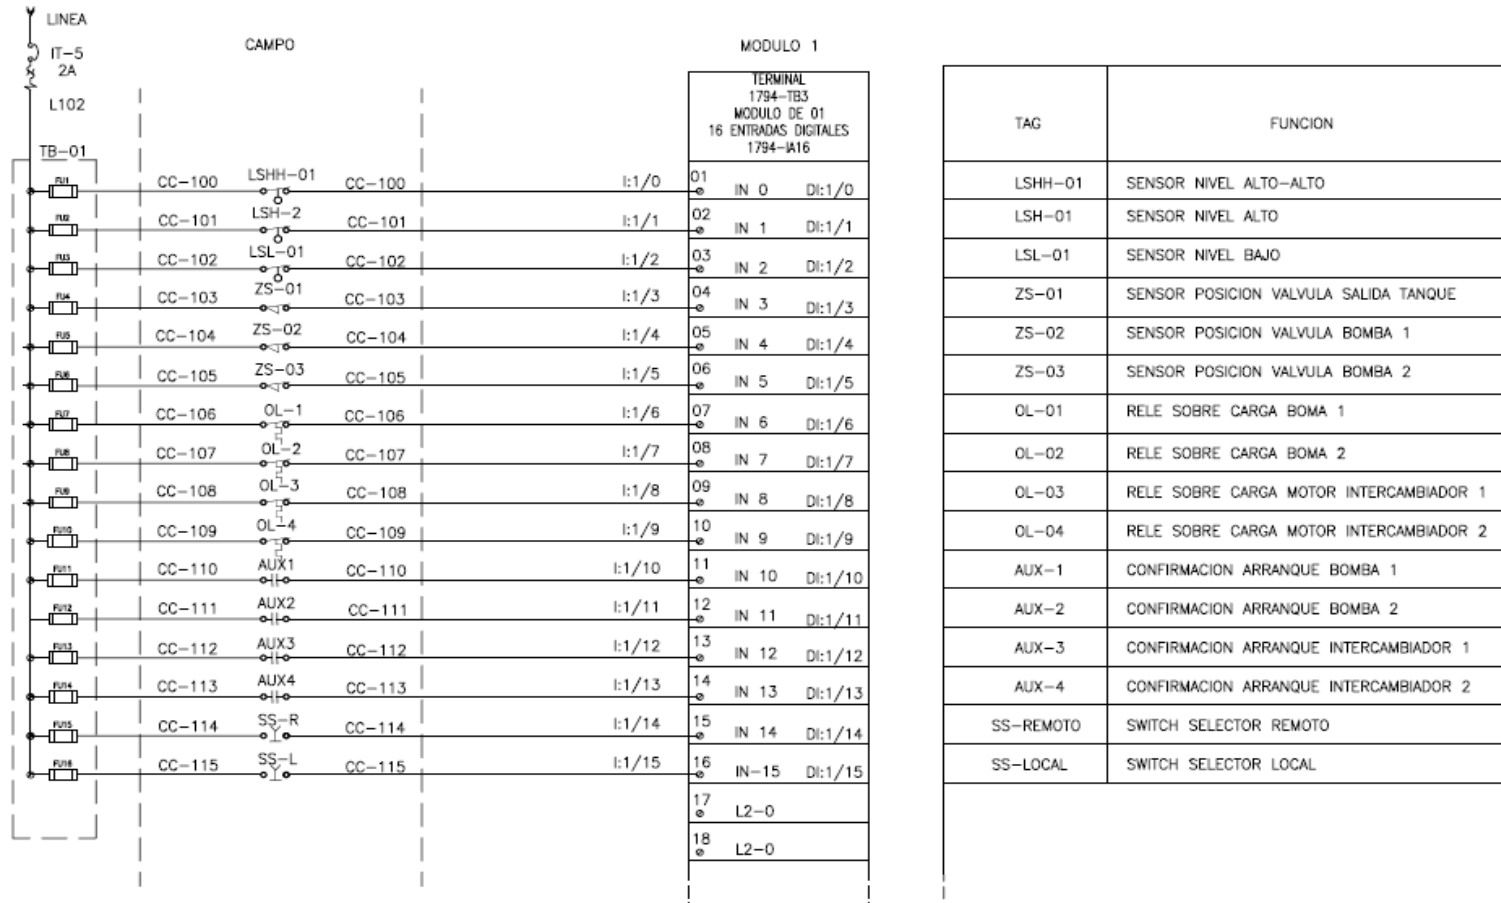 LINEA
IT-5
2A
L102
TB-01
CAMPO
MODULO 1
TERMINAL
1794-TB3
MODULO DE 01
16 ENTRADAS DIGITALES
1794-IA16
TAG FUNCION
FU1 CC-100 LSHH-01 CC-100 I:1/0 01 IN 0 DI:1/0
LSHH-01 SENSOR NIVEL ALTO-ALTO
FU2 CC-101 LSH-2 CC-101 I:1/1 02 IN 1 DI:1/1
LSH-01 SENSOR NIVEL ALTO
FU3 CC-102 LSL-01 CC-102 I:1/2 03 IN 2 DI:1/2
LSL-01 SENSOR NIVEL BAJO
FU4 CC-103 ZS-01 CC-103 I:1/3 04 IN 3 DI:1/3
ZS-01 SENSOR POSICION VALVULA SALIDA TANQUE
FU5 CC-104 ZS-02 CC-104 I:1/4 05 IN 4 DI:1/4
ZS-02 SENSOR POSICION VALVULA BOMBA 1
FU6 CC-105 ZS-03 CC-105 I:1/5 06 IN 5 DI:1/5
ZS-03 SENSOR POSICION VALVULA BOMBA 2
FU7 CC-106 OL-1 CC-106 I:1/6 07 IN 6 DI:1/6
OL-01 RELE SOBRE CARGA BOMA 1
FU8 CC-107 OL-2 CC-107 I:1/7 08 IN 7 DI:1/7
OL-02 RELE SOBRE CARGA BOMA 2
FU9 CC-108 OL-3 CC-108 I:1/8 09 IN 8 DI:1/8
OL-03 RELE SOBRE CARGA MOTOR INTERCAMBIADOR 1
FU10 CC-109 OL-4 CC-109 I:1/9 10 IN 9 DI:1/9
OL-04 RELE SOBRE CARGA MOTOR INTERCAMBIADOR 2
FU11 CC-110 AUX1 CC-110 I:1/10 11 IN 10 DI:1/10
AUX-1 CONFIRMACION ARRANQUE BOMBA 1
FU12 CC-111 AUX2 CC-111 I:1/11 12 IN 11 DI:1/11
AUX-2 CONFIRMACION ARRANQUE BOMBA 2
FU13 CC-112 AUX3 CC-112 I:1/12 13 IN 12 DI:1/12
AUX-3 CONFIRMACION ARRANQUE INTERCAMBIADOR 1
FU14 CC-113 AUX4 CC-113 I:1/13 14 IN 13 DI:1/13
AUX-4 CONFIRMACION ARRANQUE INTERCAMBIADOR 2
FU15 CC-114 SS-R CC-114 I:1/14 15 IN 14 DI:1/14
SS-REMOTO SWITCH SELECTOR REMOTO
FU16 CC-115 SS-L CC-115 I:1/15 16 IN-15 DI:1/15
SS-LOCAL SWITCH SELECTOR LOCAL
17 L2-0
18 L2-0